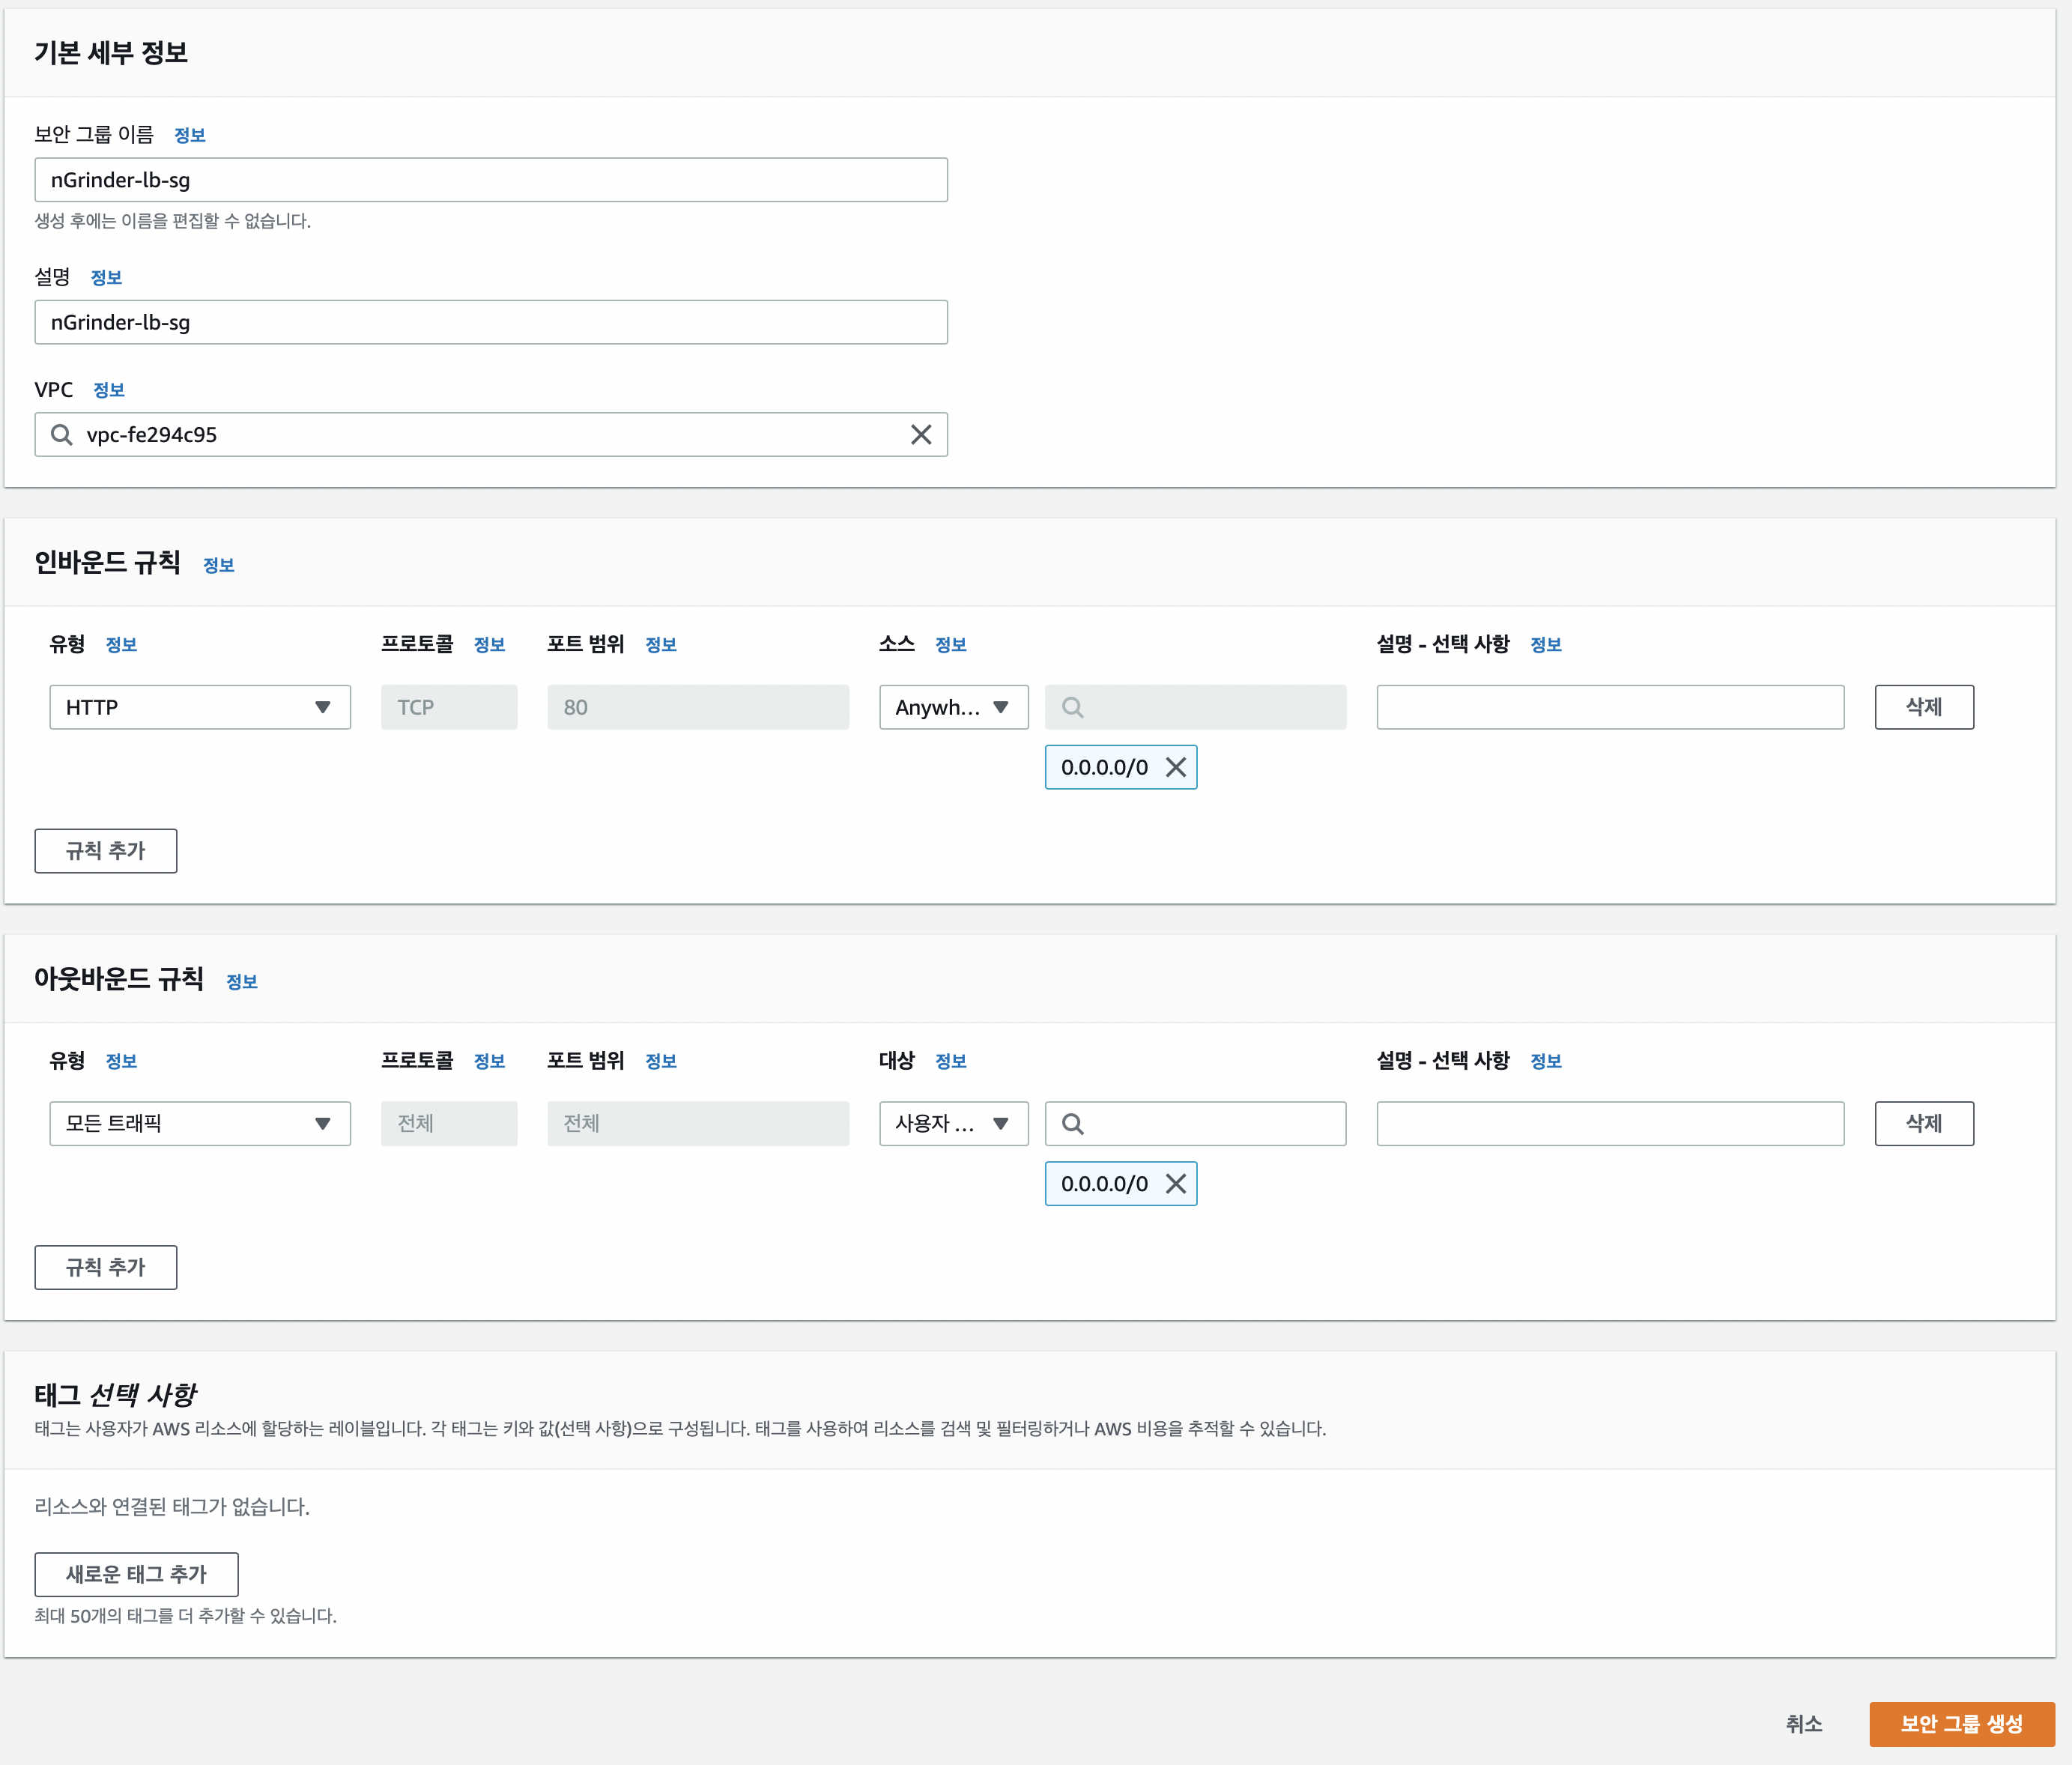 기본 세부 정보
보안 그룹 이름 정보
nGrinder-lb-sg
생성 후에는 이름을 편집할 수 없습니다.
설명 정보
nGrinder-lb-sg
VPC 정보
vpc-fe294c95
인바운드 규칙 정보
유형 정보 프로토콜 정보 포트 범위 정보 소스 정보 설명 - 선택 사항 정보
HTTP TCP 80 Anywh... 삭제
0.0.0.0/0
규칙 추가
아웃바운드 규칙 정보
유형 정보 프로토콜 정보 포트 범위 정보 대상 정보 설명 - 선택 사항 정보
모든 트래픽 전체 전체 사용자 ... 삭제
0.0.0.0/0
규칙 추가
태그 선택 사항
태그는 사용자가 AWS 리소스에 할당하는 레이블입니다. 각 태그는 키와 값(선택 사항)으로 구성됩니다. 태그를 사용하여 리소스를 검색 및 필터링하거나 AWS 비용을 추적할 수 있습니다.
리소스와 연결된 태그가 없습니다.
새로운 태그 추가
최대 50개의 태그를 더 추가할 수 있습니다.
취소 보안 그룹 생성